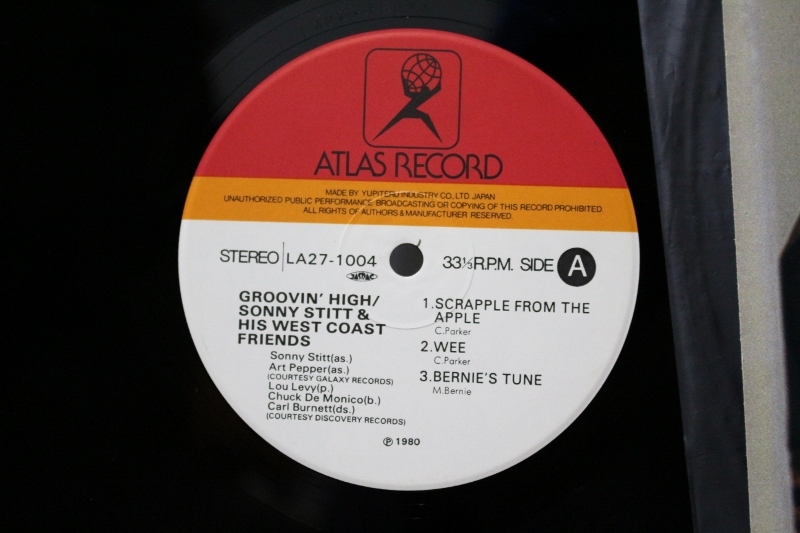 ATLAS RECORD
MADE BY YUPITERU INDUSTRY CO., LTD. JAPAN
UNAUTHORIZED PUBLIC PERFORMANCE BROADCASTING OR COPYING OF THIS RECORD PROHIBITED.
ALL RIGHTS OF AUTHORS & MANUFACTURER RESERVED.
STEREO LA27-1004
JASRAC
33⅓ R.P.M. SIDE A
GROOVIN' HIGH/
SONNY STITT &
HIS WEST COAST
FRIENDS
Sonny Stitt(as.)
Art Pepper(as.)
(COURTESY GALAXY RECORDS)
Lou Levy(p.)
Chuck De Monico(b.)
Carl Burnett(ds.)
(COURTESY DISCOVERY RECORDS)
1.SCRAPPLE FROM THE
APPLE
C.Parker
2.WEE
C.Parker
3.BERNIE'S TUNE
M.Bernie
℗ 1980